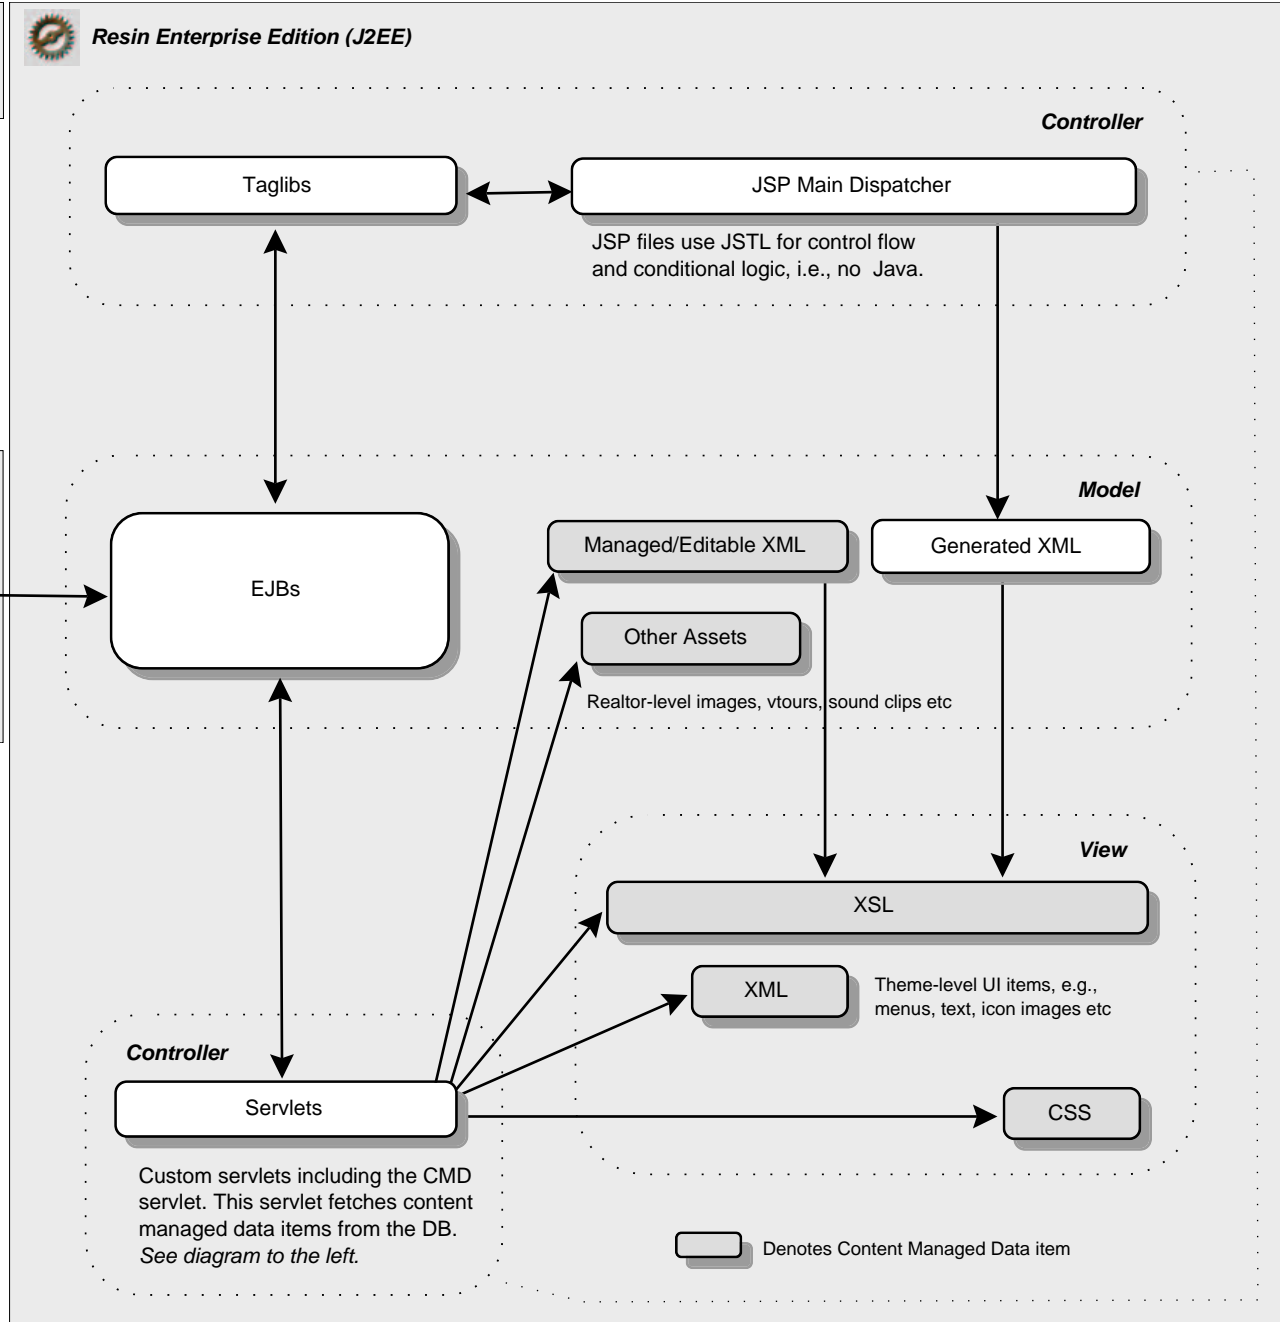 Resin Enterprise Edition (J2EE)
Controller
Taglibs
JSP Main Dispatcher
JSP files use JSTL for control flow
and conditional logic, i.e., no  Java.
Model
Managed/Editable XML
Generated XML
EJBs
Other Assets
Realtor-level images, vtours, sound clips etc
View
XSL
XML
Theme-level UI items, e.g.,
menus, text, icon images etc
Controller
Servlets
CSS
Custom servlets including the CMD
servlet. This servlet fetches content
managed data items from the DB.
See diagram to the left.
Denotes Content Managed Data item